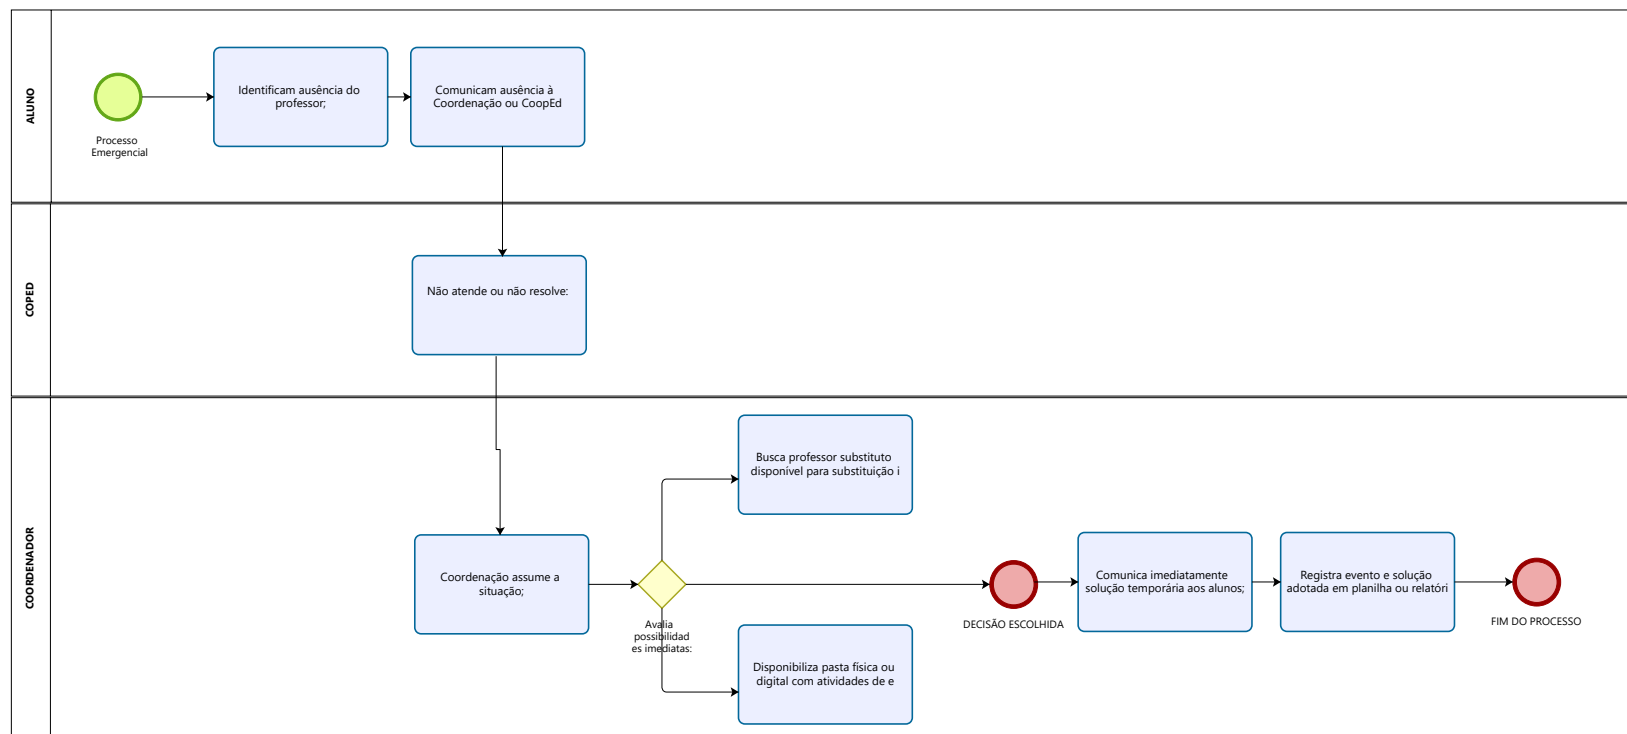 ALUNO
Processo
Emergencial
Identificam ausência do
professor;
Comunicam ausência à
Coordenação ou CoopEd
COPED
Não atende ou não resolve:
COORDENADOR
Coordenação assume a
situação;
Avalia
possibilidad
es imediatas:
Busca professor substituto
disponível para substituição i
Disponibiliza pasta física ou
digital com atividades de e
DECISÃO ESCOLHIDA
Comunica imediatamente
solução temporária aos alunos;
Registra evento e solução
adotada em planilha ou relatóri
FIM DO PROCESSO